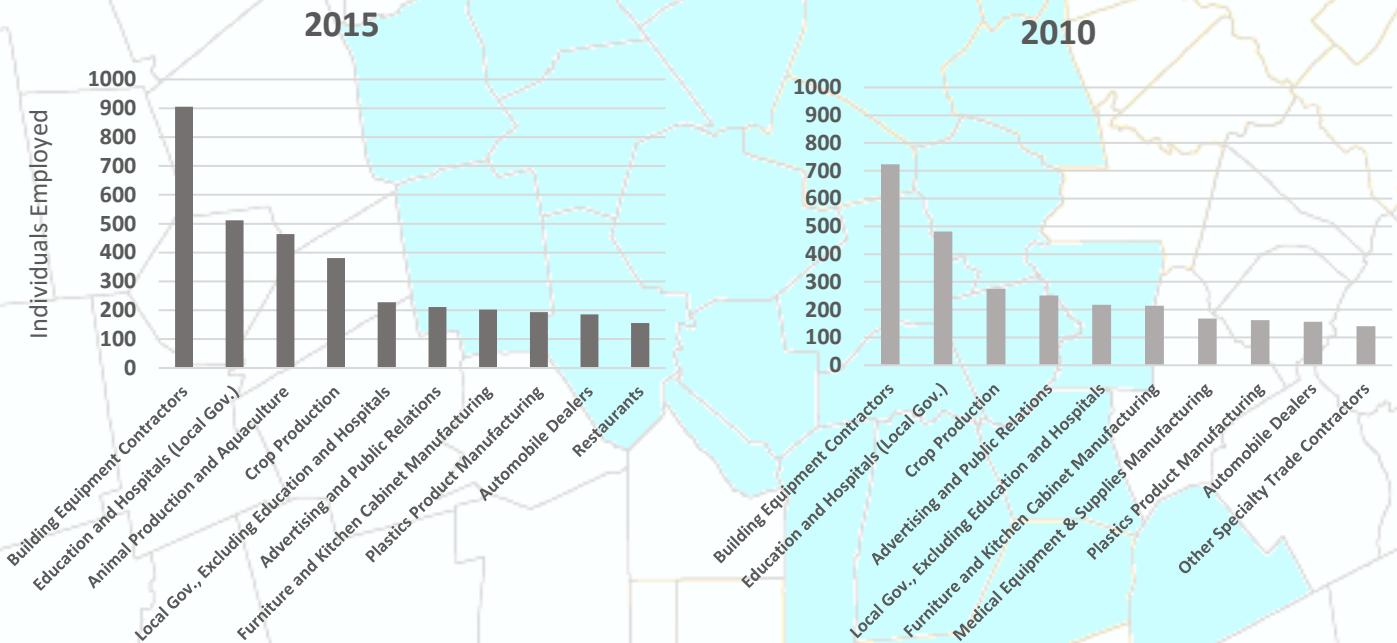 2015
Individuals Employed
1000
900
800
700
600
500
400
300
200
100
0
Building Equipment Contractors
Education and Hospitals (Local Gov.)
Animal Production and Aquaculture
Crop Production
Local Gov., Excluding Education and Hospitals
Advertising and Public Relations
Furniture and Kitchen Cabinet Manufacturing
Plastics Product Manufacturing
Automobile Dealers
Restaurants
2010
1000
900
800
700
600
500
400
300
200
100
0
Building Equipment Contractors
Education and Hospitals (Local Gov.)
Crop Production
Advertising and Public Relations
Local Gov., Excluding Education and Hospitals
Furniture and Kitchen Cabinet Manufacturing
Medical Equipment & Supplies Manufacturing
Plastics Product Manufacturing
Automobile Dealers
Other Specialty Trade Contractors